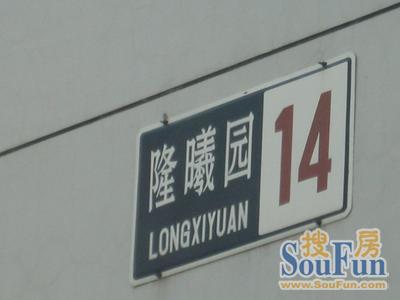 隆曦园
LONGXIYUAN
14
搜房
SouFun
www.SouFun.com